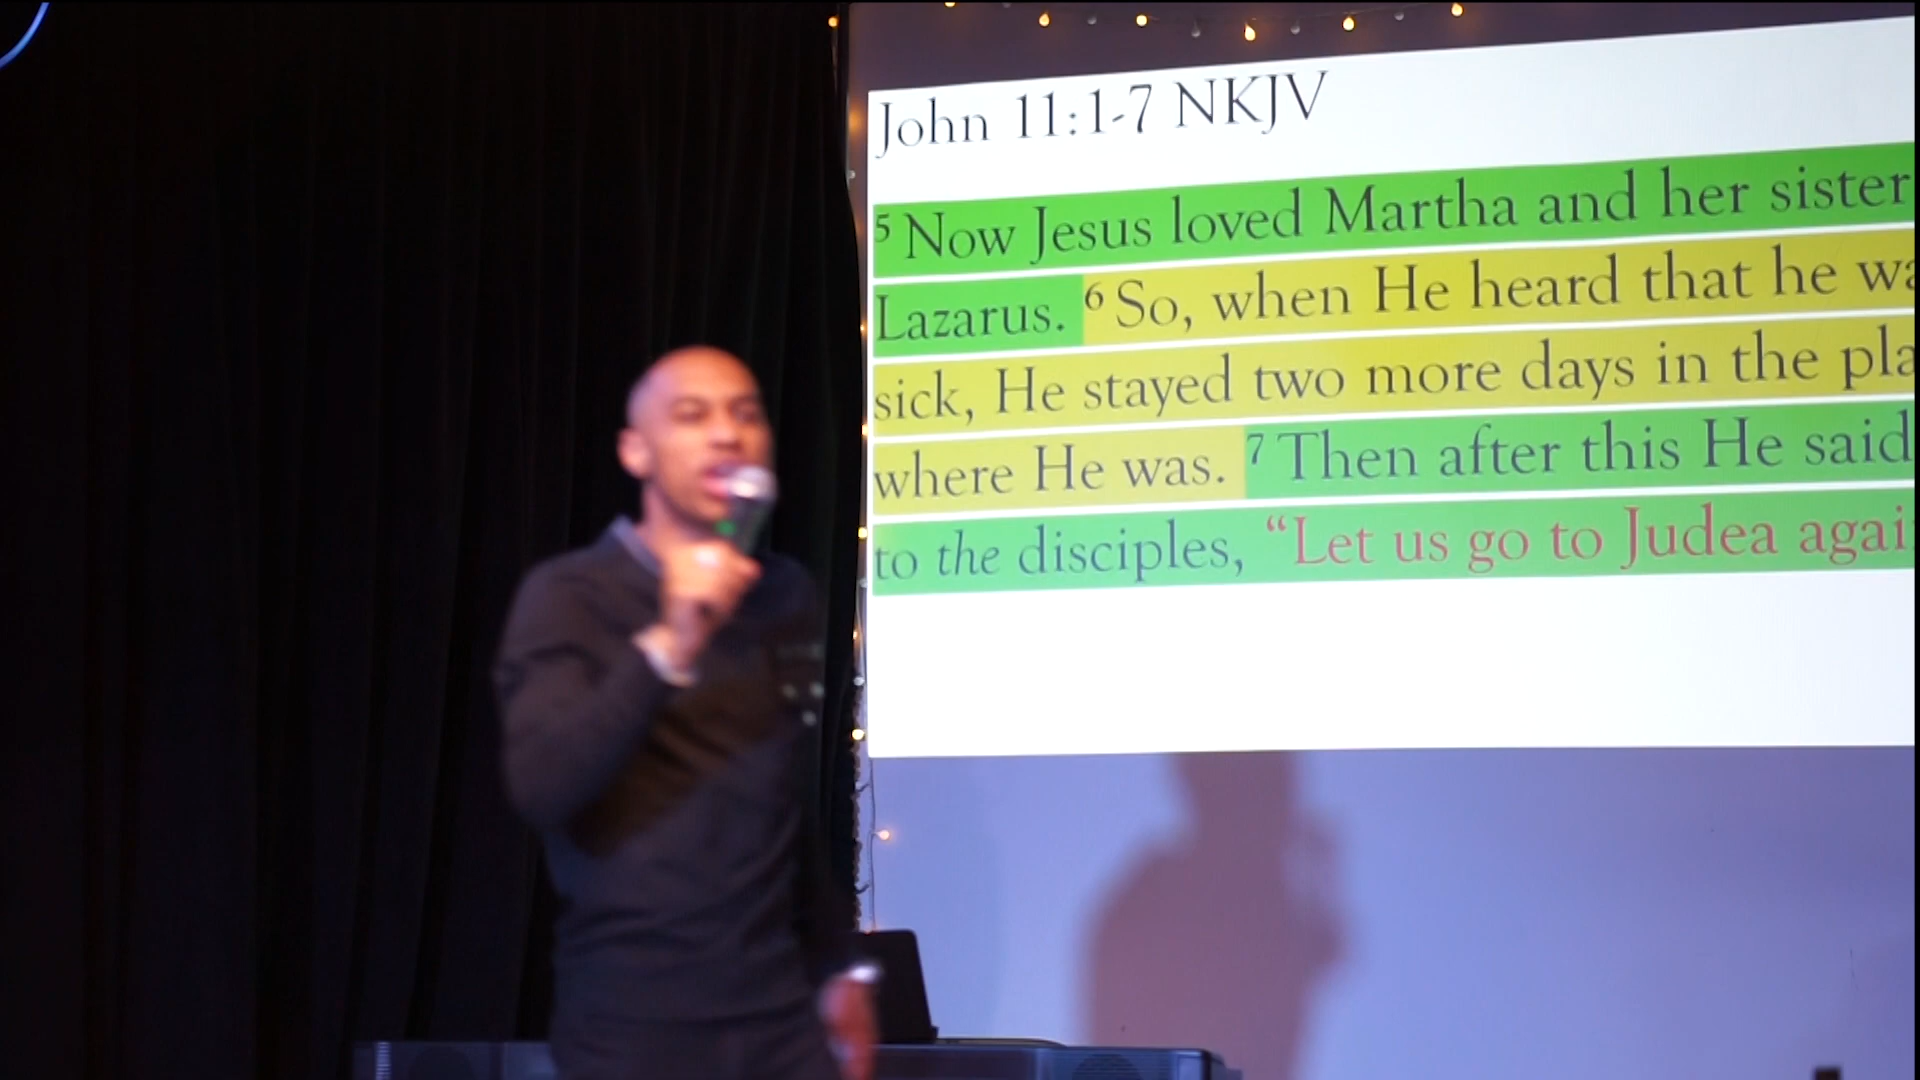 John 11:1-7 NKJV
5 Now Jesus loved Martha and her sister
Lazarus. 6 So, when He heard that he
sick, He stayed two more days in the
where He was. 7 Then after this He said
to the disciples, “Let us go to Judea